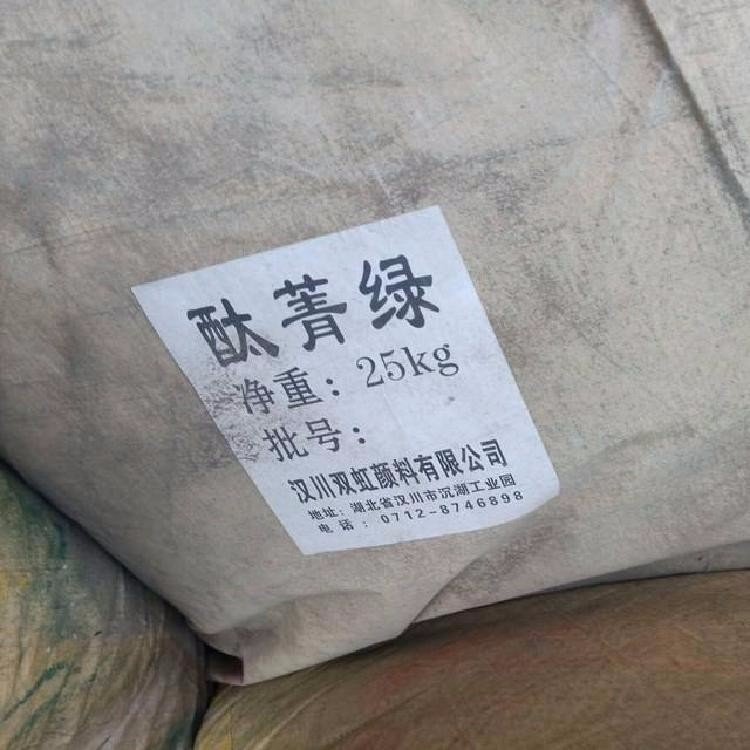 酞菁绿
净重：25kg
批号：
汉川双虹颜料有限公司
地址：湖北省汉川市沉湖工业园
电话：0712-8746898